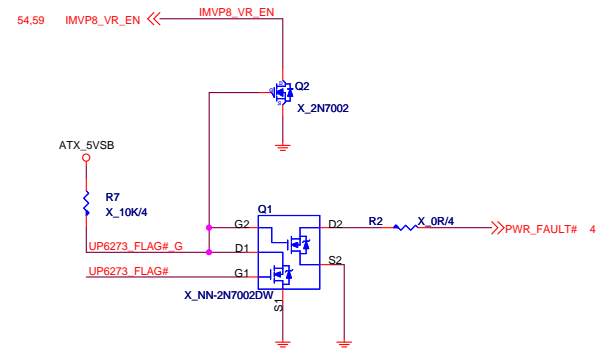 IMVP8_VR_EN
54,59 IMVP8_VR_EN
Q2
X_2N7002
ATX_5VSB
R7
X_10K/4
Q1
G2 D2 R2 X_0R/4
PWR_FAULT# 4
UP6273_FLAG#_G D1
S2
UP6273_FLAG# G1
X_NN-2N7002DW
S1